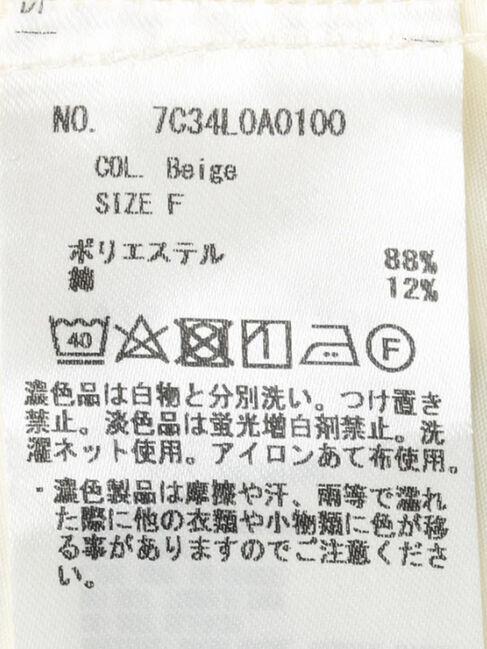 NO. 7C34L0A0100
COL. Beige
SIZE F
ポリエステル 88%
綿 12%
40 F
濃色品は白物と分別洗い。つけ置き
禁止。淡色品は蛍光増白剤禁止。洗
濯ネット使用。アイロンあて布使用。
・濃色製品は摩擦や汗、雨等で濡れ
た際に他の衣類や小物類に色が移
る事がありますのでご注意くださ
い。